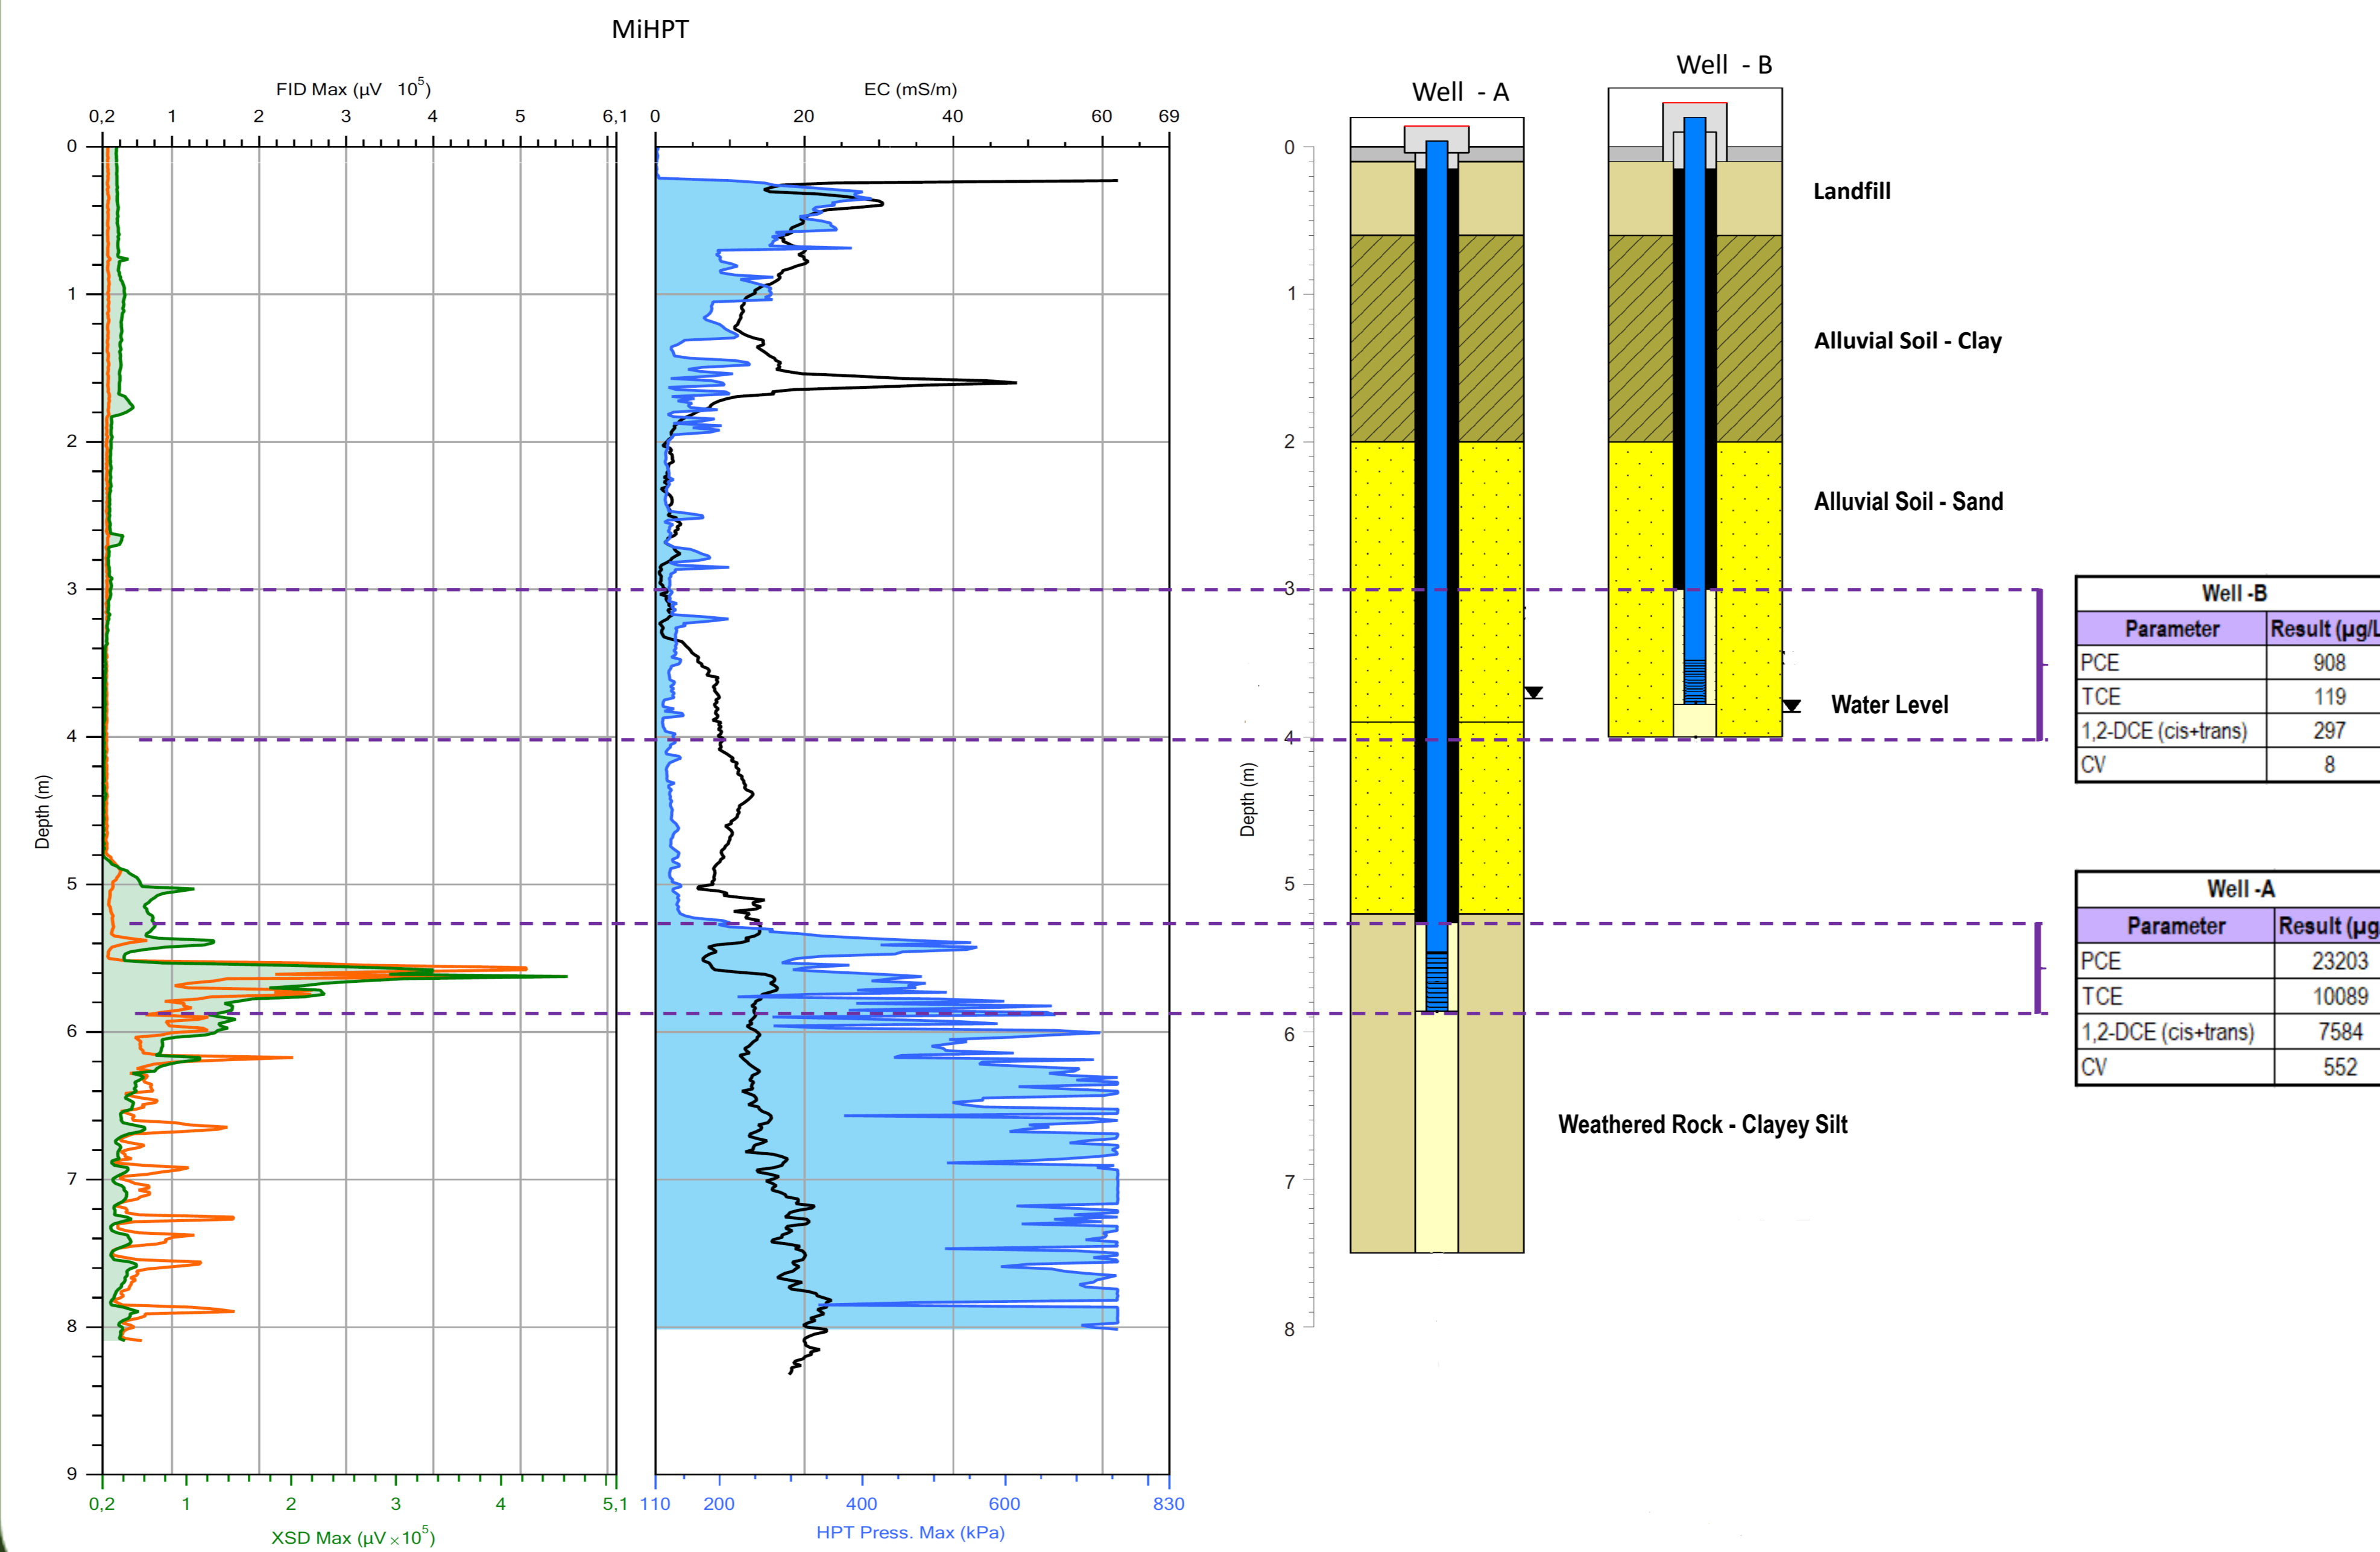 MiHPT
FID Max (µV 10⁵)
EC (mS/m)
0,2 1 2 3 4 5 6,1
0 20 40 60 69
0
1
2
3
4
5
6
7
8
9
Depth (m)
0,2 1 2 3 4 5,1
XSD Max (µV×10⁵)
110 200 400 600 830
HPT Press. Max (kPa)
Well - A
Well - B
0
1
2
3
4
5
6
7
8
Depth (m)
Landfill
Alluvial Soil - Clay
Alluvial Soil - Sand
Water Level
Weathered Rock - Clayey Silt
Well -B
Parameter Result (µg/L
PCE 908
TCE 119
1,2-DCE (cis+trans) 297
CV 8
Well -A
Parameter Result (µg
PCE 23203
TCE 10089
1,2-DCE (cis+trans) 7584
CV 552